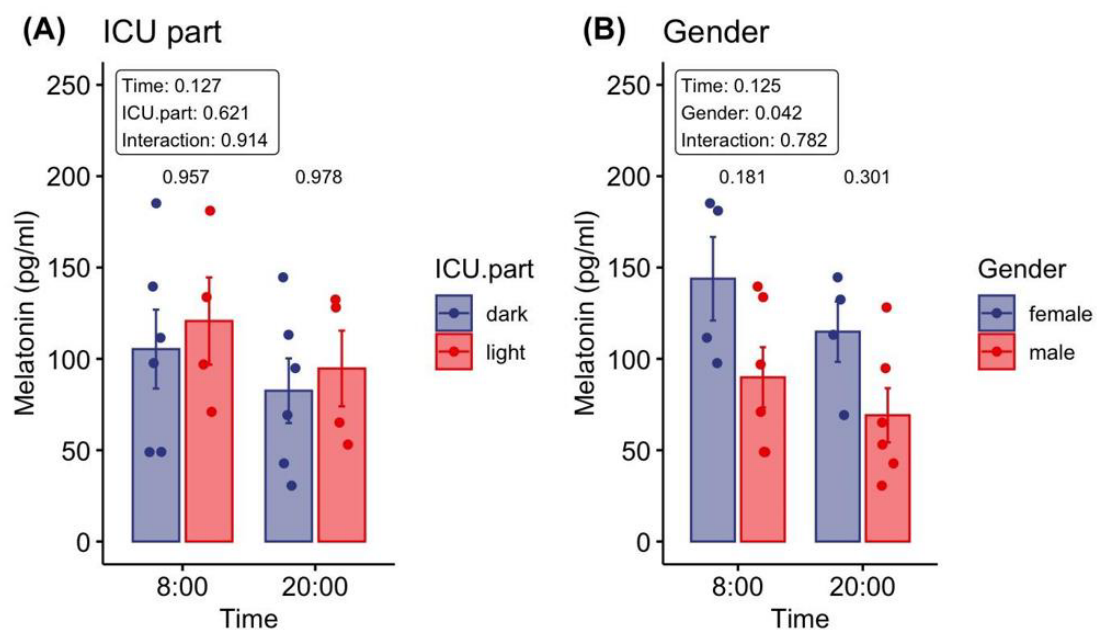 (A) ICU part
250
200
150
100
50
0
Melatonin (pg/ml)
Time: 0.127
ICU.part: 0.621
Interaction: 0.914
0.957 0.978
8:00 20:00
Time
ICU.part
dark
light
(B) Gender
250
200
150
100
50
0
Melatonin (pg/ml)
Time: 0.125
Gender: 0.042
Interaction: 0.782
0.181 0.301
8:00 20:00
Time
Gender
female
male